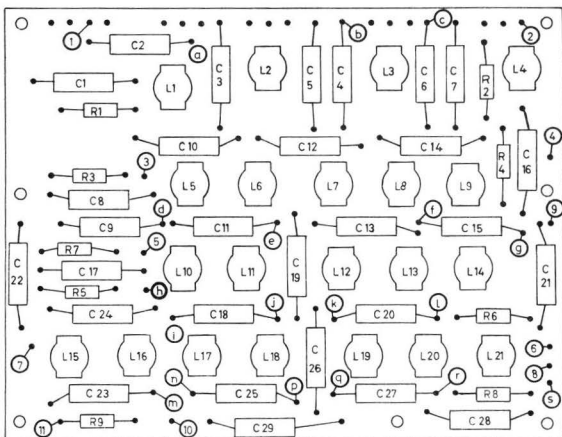 1 C2 a b c 2
C1 L1 C3 L2 C5 C4 L3 C6 C7 R2 L4
R1
C10 C12 C14 R4 C16 4
R3 3 L5 L6 L7 L8 L9
C8
C9 d C11 e C13 f C15 g 9
C22 R7 5 C19 C21
C17 L10 L11 L12 L13 L14
R5 h
C24 C18 j k C20 l R6
i
7 L15 L16 L17 L18 C26 L19 L20 L21 6
8
C23 m n C25 p q C27 r R8 s
11 R9 10 C29 C28